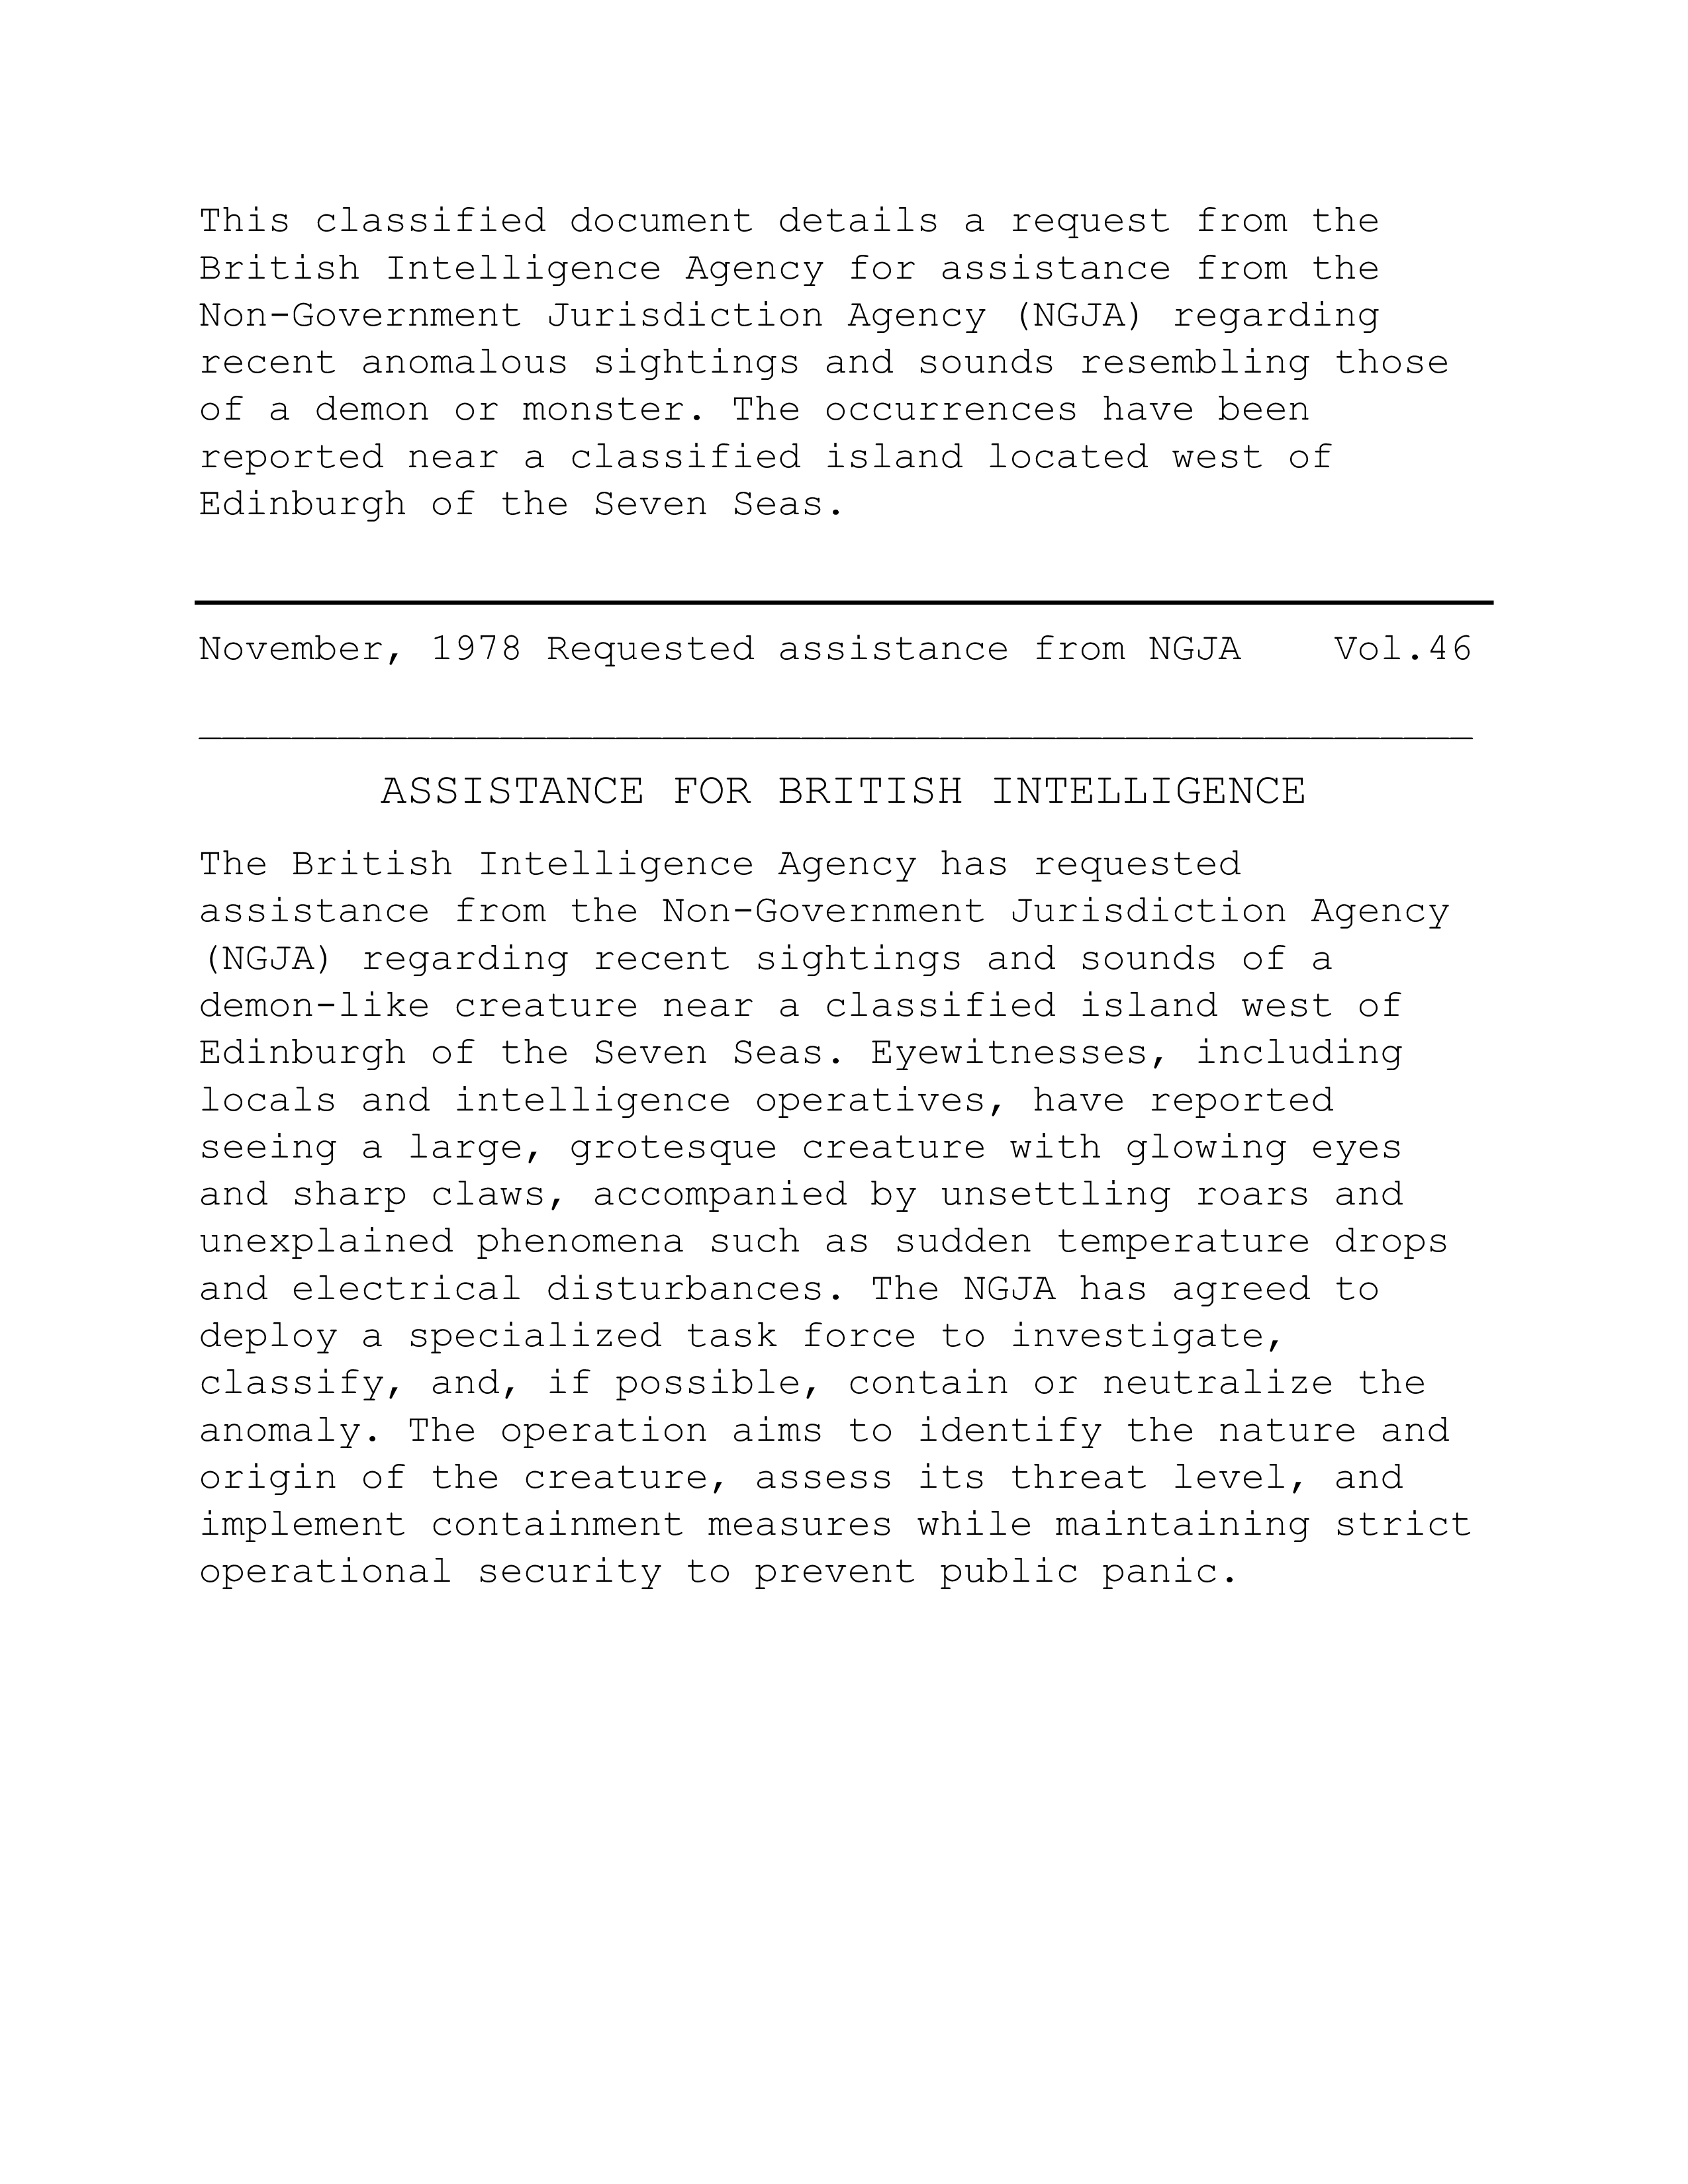 This classified document details a request from the
British Intelligence Agency for assistance from the
Non-Government Jurisdiction Agency (NGJA) regarding
recent anomalous sightings and sounds resembling those
of a demon or monster. The occurrences have been
reported near a classified island located west of
Edinburgh of the Seven Seas.
November, 1978 Requested assistance from NGJA    Vol.46
ASSISTANCE FOR BRITISH INTELLIGENCE
The British Intelligence Agency has requested
assistance from the Non-Government Jurisdiction Agency
(NGJA) regarding recent sightings and sounds of a
demon-like creature near a classified island west of
Edinburgh of the Seven Seas. Eyewitnesses, including
locals and intelligence operatives, have reported
seeing a large, grotesque creature with glowing eyes
and sharp claws, accompanied by unsettling roars and
unexplained phenomena such as sudden temperature drops
and electrical disturbances. The NGJA has agreed to
deploy a specialized task force to investigate,
classify, and, if possible, contain or neutralize the
anomaly. The operation aims to identify the nature and
origin of the creature, assess its threat level, and
implement containment measures while maintaining strict
operational security to prevent public panic.